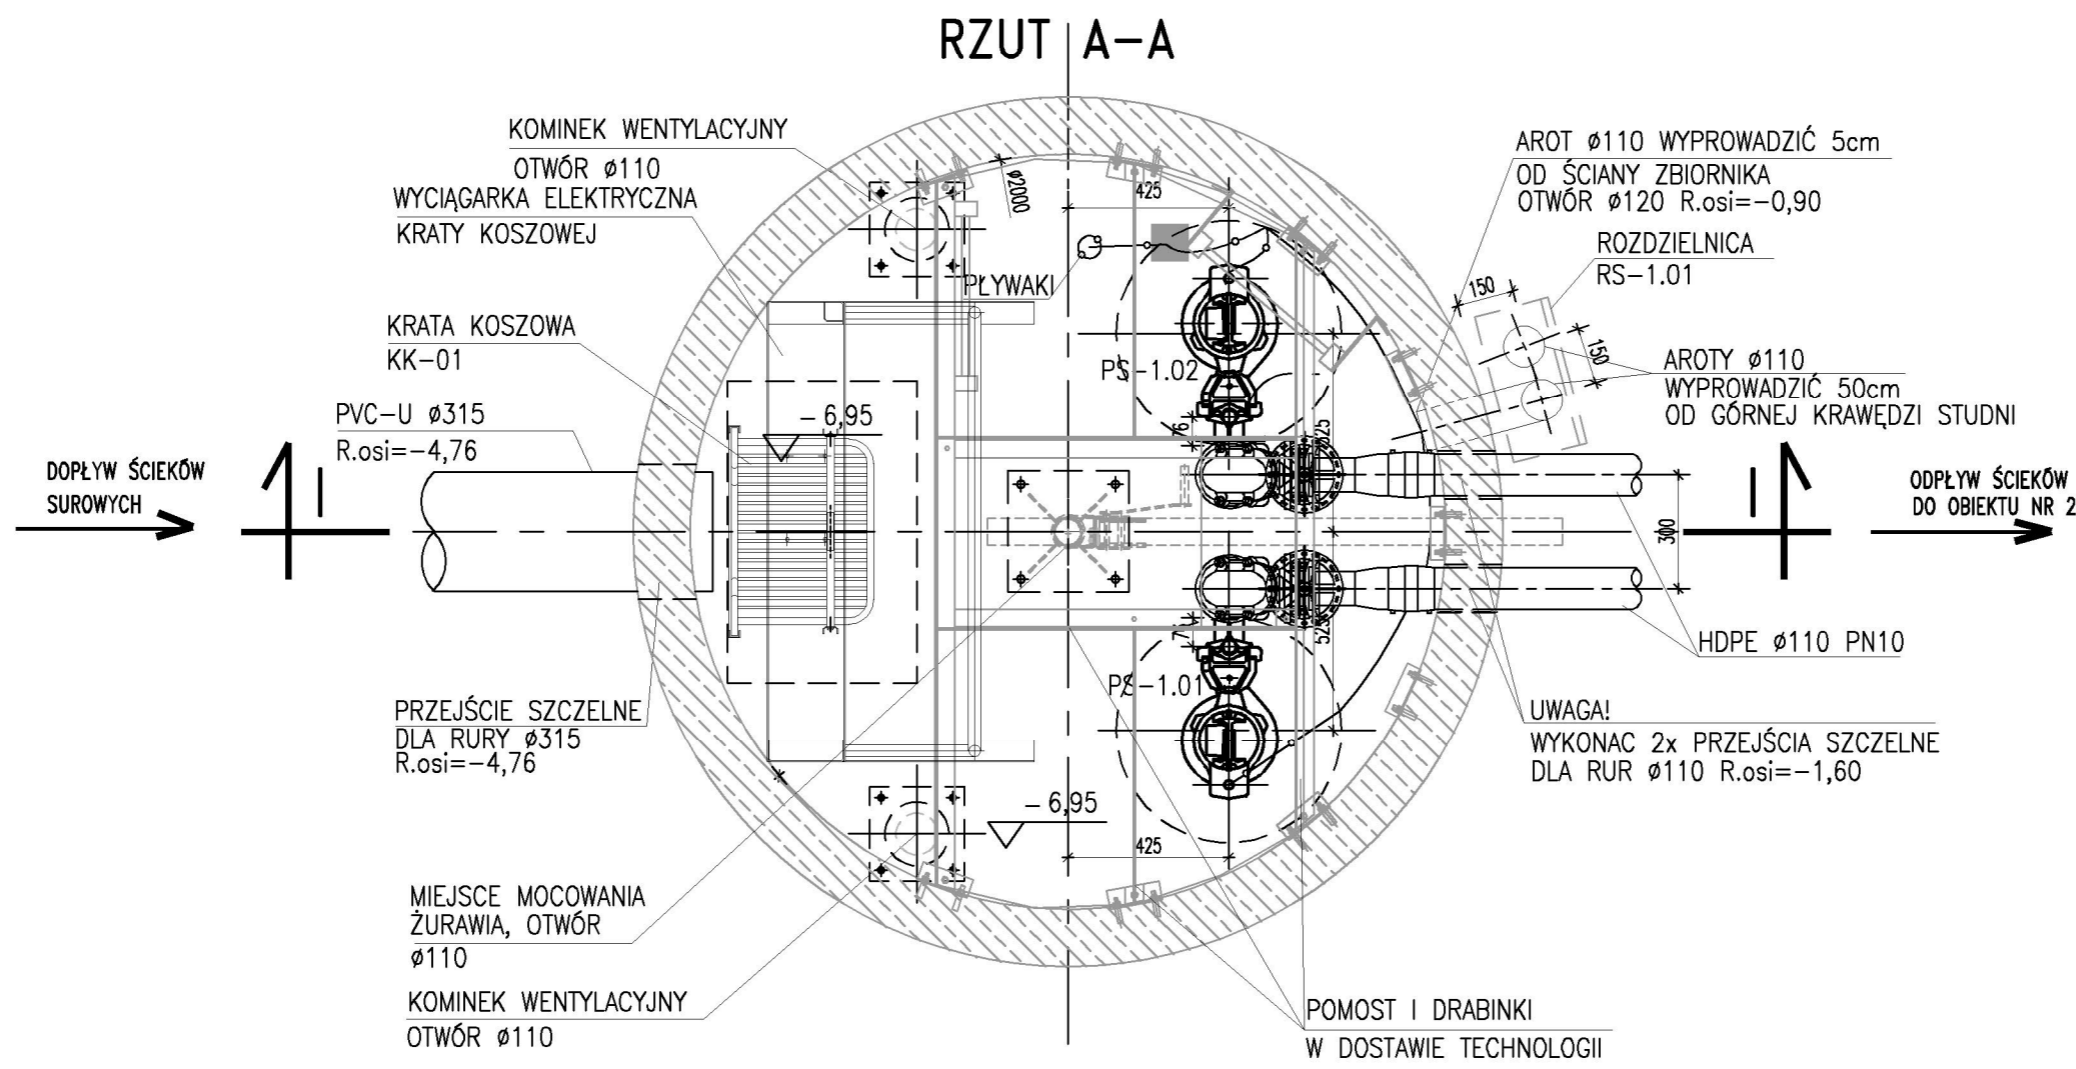 RZUT A-A
KOMINEK WENTYLACYJNY
OTWÓR ø110
WYCIĄGARKA ELEKTRYCZNA
KRATY KOSZOWEJ
KRATA KOSZOWA
KK-01
PVC-U ø315
R.osi=-4,76
DOPŁYW ŚCIEKÓW
SUROWYCH
I
PRZEJŚCIE SZCZELNE
DLA RURY ø315
R.osi=-4,76
MIEJSCE MOCOWANIA
ŻURAWIA, OTWÓR
ø110
KOMINEK WENTYLACYJNY
OTWÓR ø110
ø2000
425
PŁYWAKI
PS-1.02
-6,95
76
525
300
76
525
PS-1.01
-6,95
425
AROT ø110 WYPROWADZIĆ 5cm
OD ŚCIANY ZBIORNIKA
OTWÓR ø120 R.osi=-0,90
ROZDZIELNICA
RS-1.01
150
150
AROTY ø110
WYPROWADZIĆ 50cm
OD GÓRNEJ KRAWĘDZI STUDNI
I
ODPŁYW ŚCIEKÓW
DO OBIEKTU NR 2
HDPE ø110 PN10
UWAGA!
WYKONAC 2x PRZEJŚCIA SZCZELNE
DLA RUR ø110 R.osi=-1,60
POMOST I DRABINKI
W DOSTAWIE TECHNOLOGII